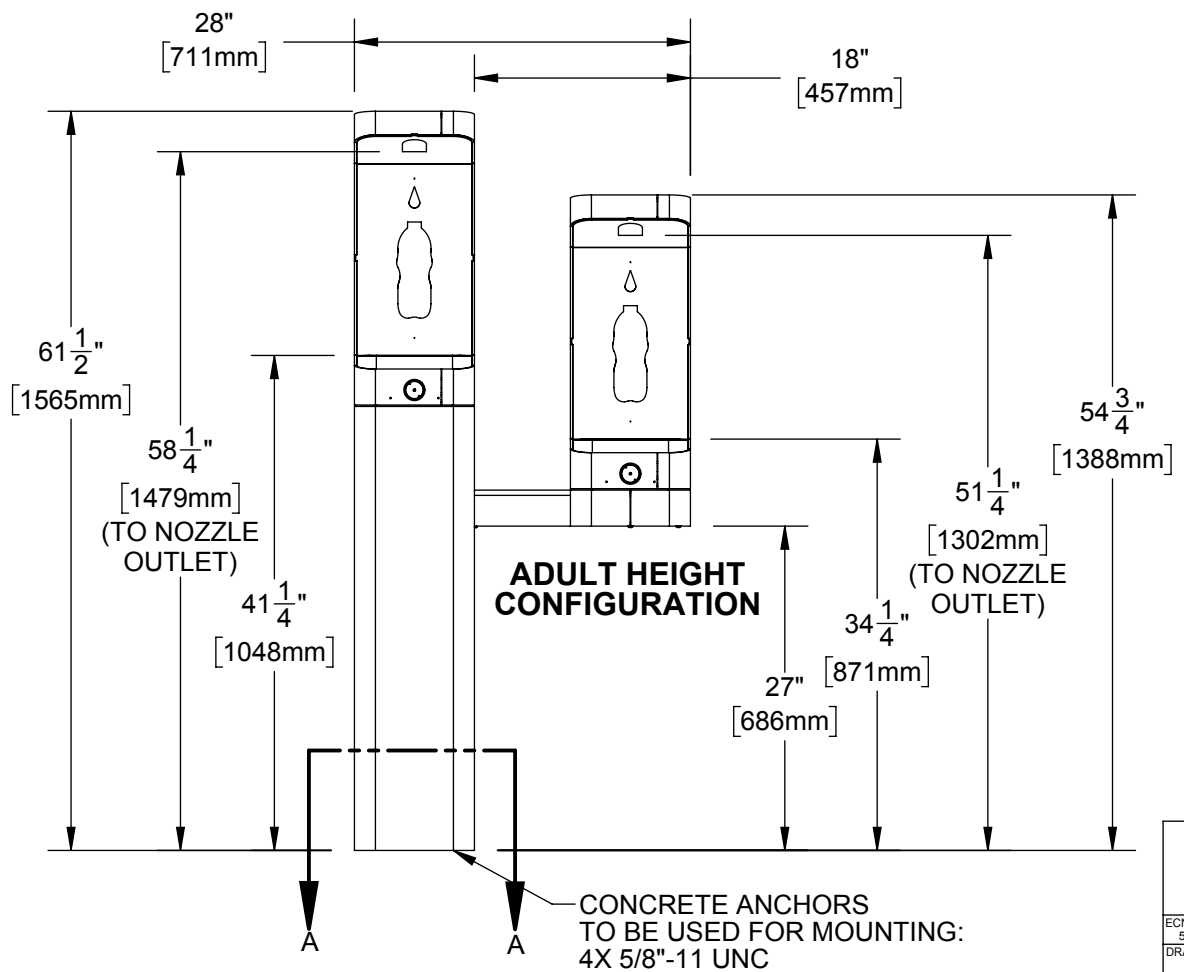 28"
[711mm]
18"
[457mm]
61 1/2"
[1565mm]
58 1/4"
[1479mm]
(TO NOZZLE
OUTLET)
41 1/4"
[1048mm]
ADULT HEIGHT
CONFIGURATION
27"
[686mm]
34 1/4"
[871mm]
51 1/4"
[1302mm]
(TO NOZZLE
OUTLET)
54 3/4"
[1388mm]
A
A
CONCRETE ANCHORS
TO BE USED FOR MOUNTING:
4X 5/8"-11 UNC
5